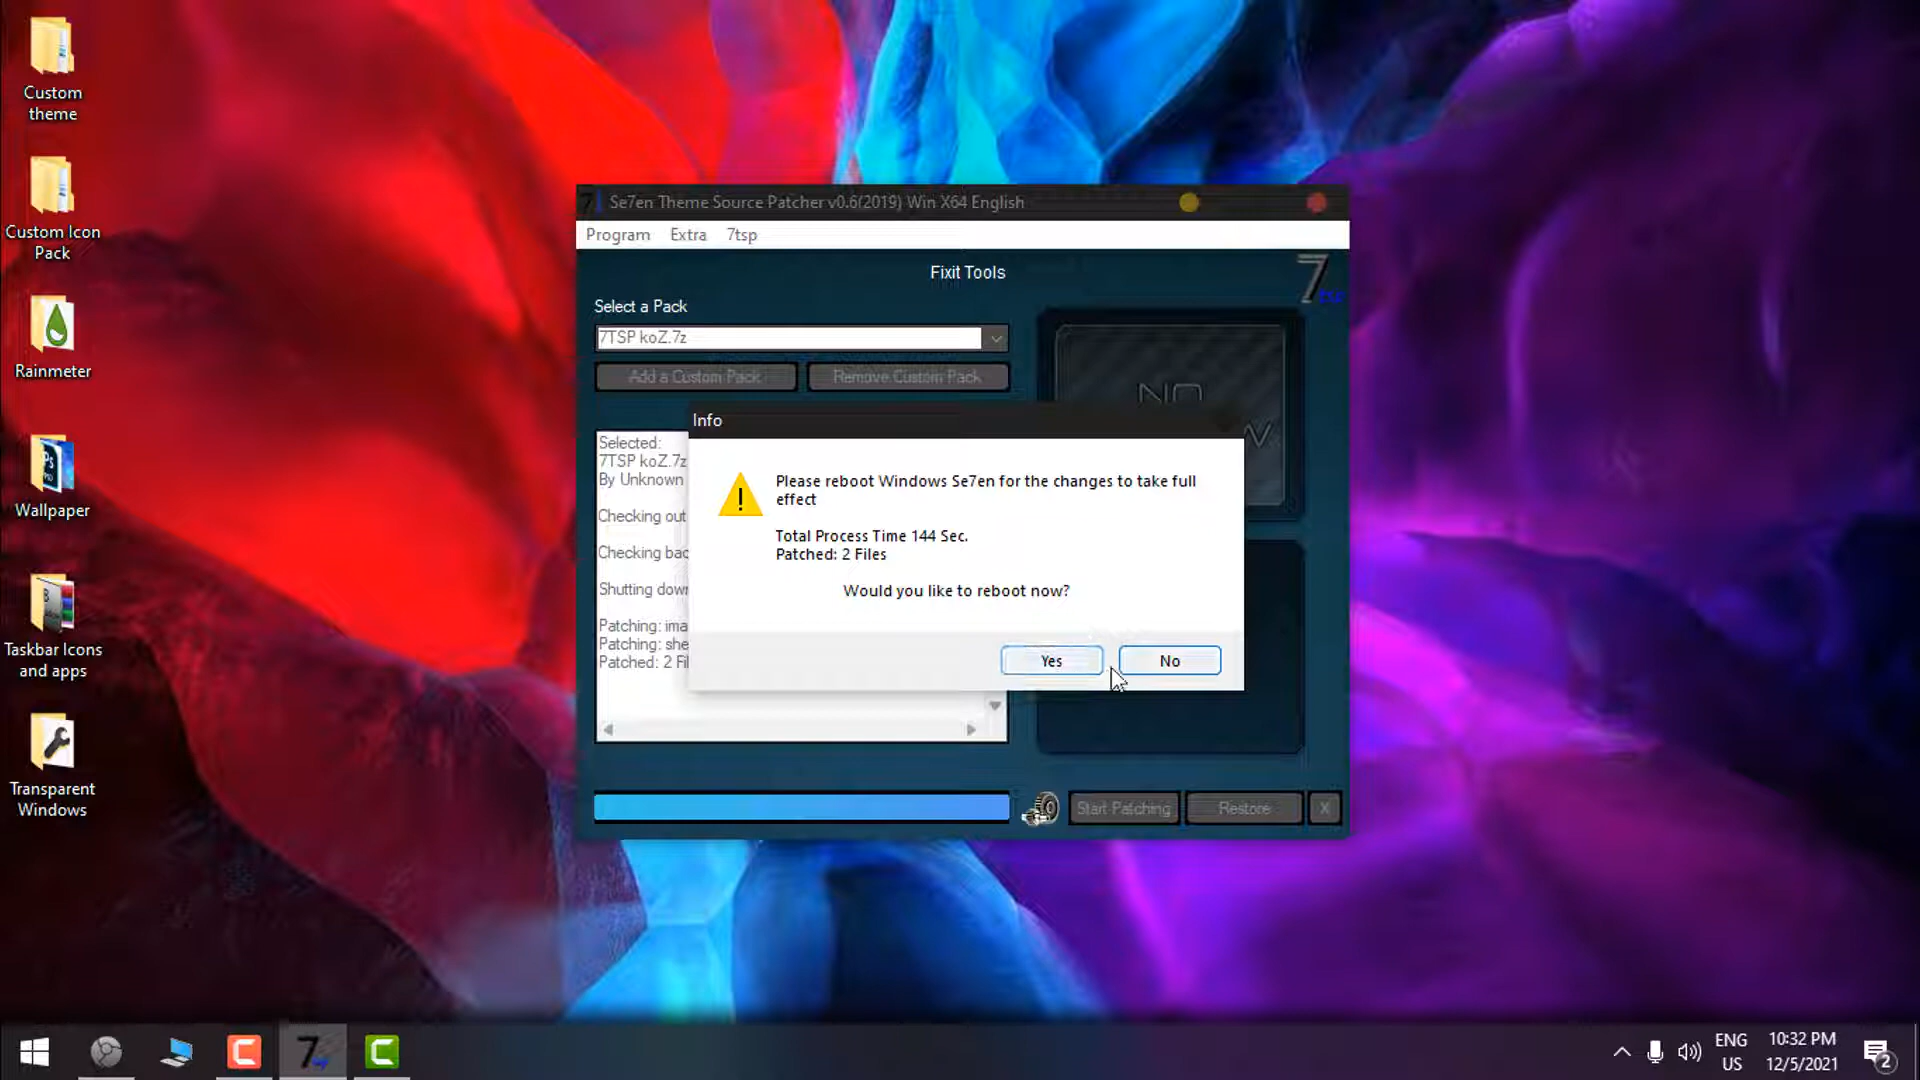 Custom
theme
Custom Icon
Pack
Rainmeter
Wallpaper
Taskbar Icons
and apps
Transparent
Windows
Se7en Theme Source Patcher v0.6(2019) Win X64 English
Program Extra 7tsp
Fixit Tools
7
tsp
Select a Pack
7TSP koZ.7z
Add a Custom Pack Remove Custom Pack
NO
Selected:
7TSP koZ.7z
By Unknown
Checking out
Checking bac
Shutting down
Patching: ima
Patching: she
Patched: 2 Fil
Info
Please reboot Windows Se7en for the changes to take full
effect
Total Process Time 144 Sec.
Patched: 2 Files
Would you like to reboot now?
Yes No
Start Patching Restore X
ENG
US
10:32 PM
12/5/2021
2